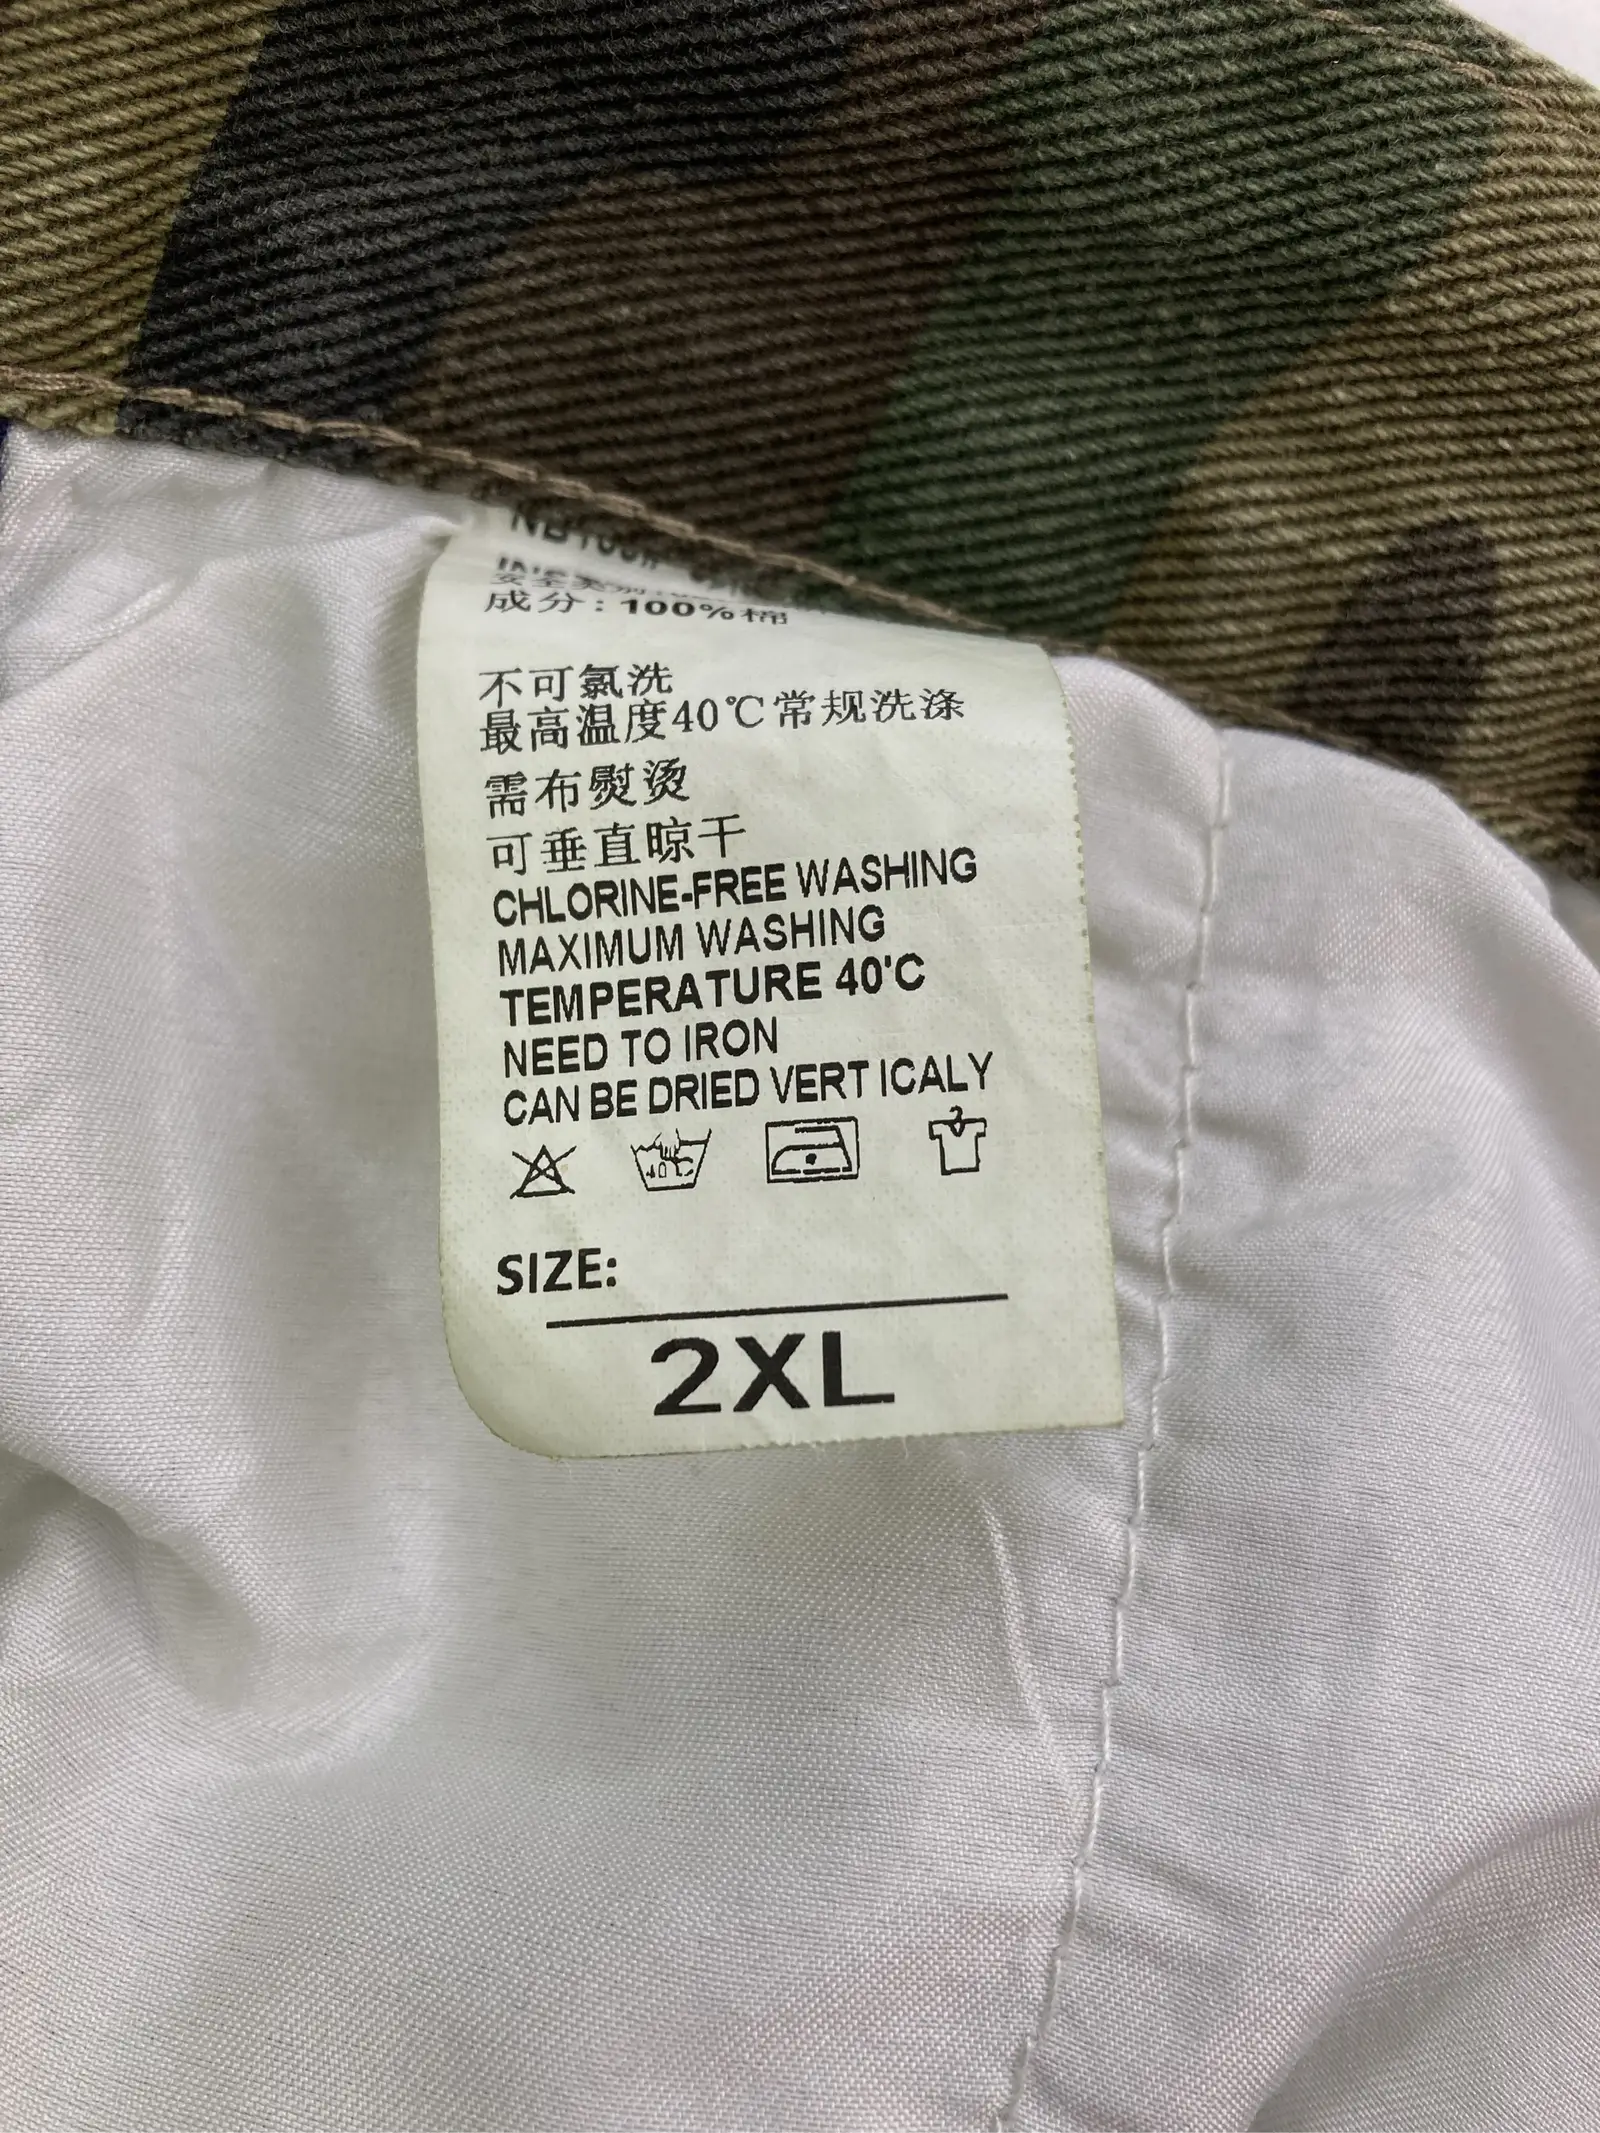 成分: 100%棉
不可氯洗
最高温度40℃常规洗涤
需布熨烫
可垂直晾干
CHLORINE-FREE WASHING
MAXIMUM WASHING
TEMPERATURE 40'C
NEED TO IRON
CAN BE DRIED VERT ICALY
40℃
SIZE:
2XL